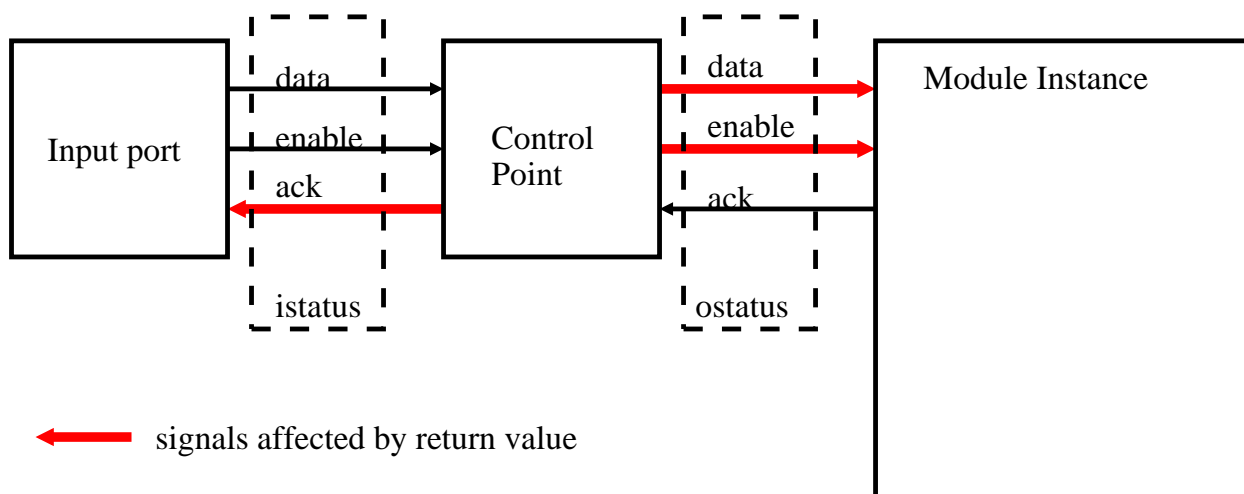 data
enable
ack
istatus
Input port
Control
Point
data
enable
ack
ostatus
Module Instance
signals affected by return value